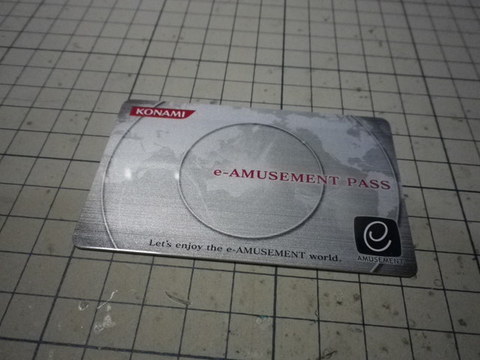 KONAMI
e-AMUSEMENT PASS
Let's enjoy the e-AMUSEMENT world.
e
AMUSEMENT